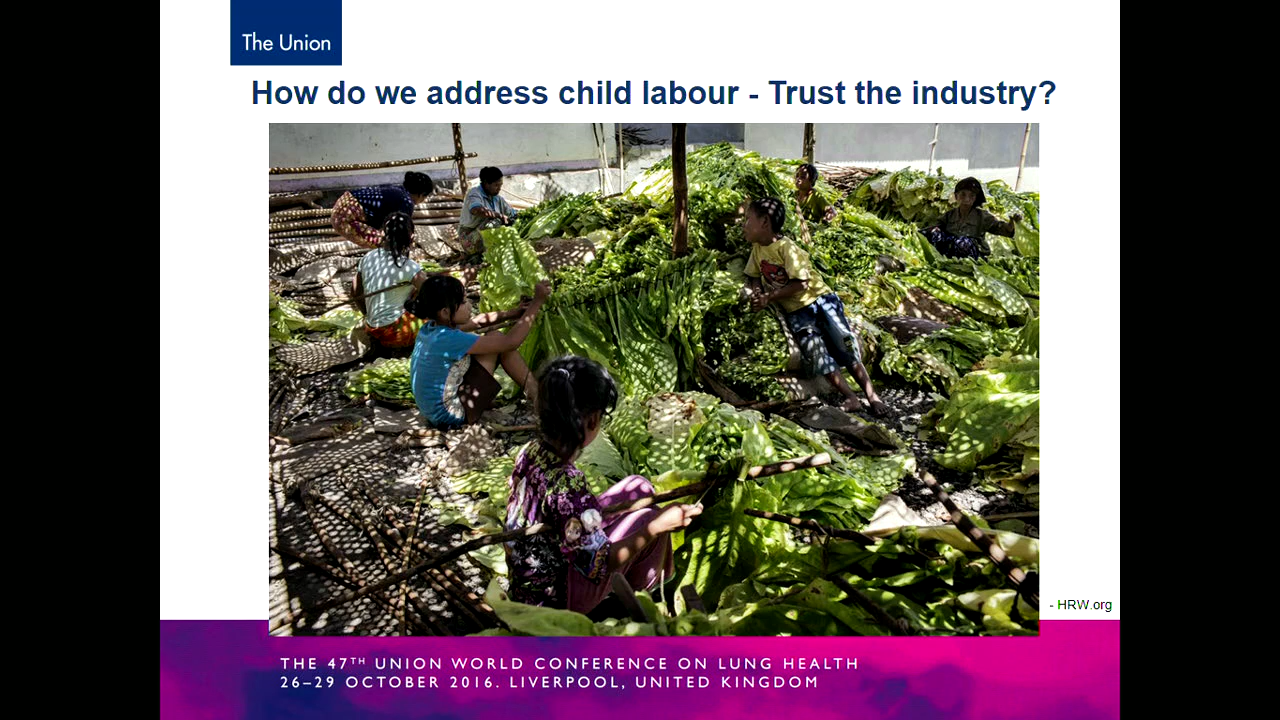 The Union
How do we address child labour - Trust the industry?
- HRW.org
THE 47TH UNION WORLD CONFERENCE ON LUNG HEALTH
26–29 OCTOBER 2016. LIVERPOOL, UNITED KINGDOM